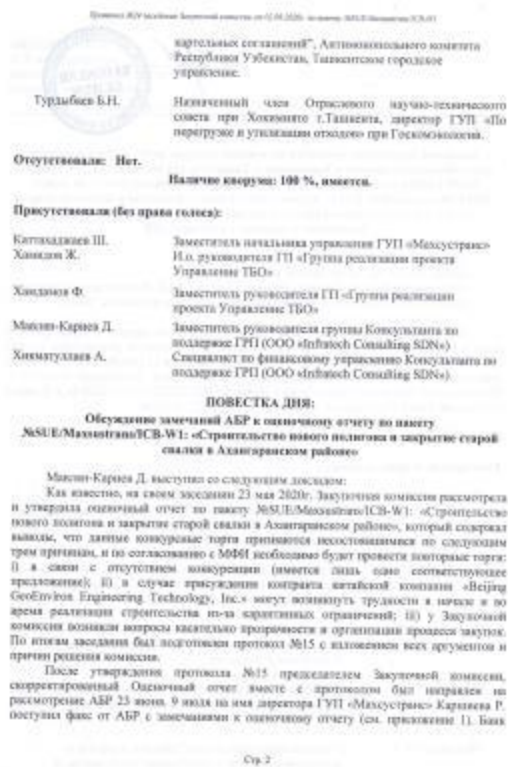 картельных соглашений", Антимонопольного комитета
Республики Узбекистан, Ташкентское городское
управление.
Турдыбаев Б.Н.
Назначенный член Отраслевого научно-технического
совета при Хокимияте г.Ташкента, директор ГУП «По
перегрузке и утилизации отходов» при Госкомэкологии.
Отсутствовали: Нет.
Наличие кворума: 100 %, имеется.
Присутствовали (без права голоса):
Каттахаджаев Ш.
Заместитель начальника управления ГУП «Махсустранс»
Хамидов Ж.
И.о. руководителя ГП «Группа реализации проекта
Управление ТБО»
Хамдамов Ф.
Заместитель руководителя ГП «Группа реализации
проекта Управление ТБО»
Максим-Кариев Д.
Заместитель руководителя группы Консультанта по
поддержке ГРП (ООО «Infratech Consulting SDN»)
Хикматуллаев А.
Специалист по финансовому управлению Консультанта по
поддержке ГРП (ООО «Infratech Consulting SDN»).
ПОВЕСТКА ДНЯ:
Обсуждение замечаний АБР к оценочному отчету по пакету
№SUE/Maxsustrans/ICB-W1: «Строительство нового полигона и закрытие старой
свалки в Ахангаранском районе»
Максим-Кариев Д. выступил со следующим докладом:
Как известно, на своем заседании 23 мая 2020г. Закупочная комиссия рассмотрела
и утвердила оценочный отчет по пакету №SUE/Maxsustrans/ICB-W1: «Строительство
нового полигона и закрытие старой свалки в Ахангаранском районе», который содержал
выводы, что данные конкурсные торги признаются несостоявшимися по следующим
трем причинам, и по согласованию с МФИ необходимо будет провести повторные торги:
i) в связи с отсутствием конкуренции (имеется лишь одно соответствующее
предложение); ii) в случае присуждения контракта китайской компании «Beijing
GeoEnviron Engineering Technology, Inc.» могут возникнуть трудности в начале и во
время реализации строительства из-за карантинных ограничений; iii) у Закупочной
комиссии возникли вопросы касательно прозрачности в организации процесса закупок.
По итогам заседания был подготовлен протокол №15 с изложением всех аргументов и
причин решения комиссии.
После утверждения протокола №15 председателем Закупочной комиссии,
скорректированный Оценочный отчет вместе с протоколом был направлен на
рассмотрение АБР 23 июня. 9 июля на имя директора ГУП «Махсустранс» Каршиева Р.
поступил факс от АБР с замечаниями к оценочному отчету (см. приложение 1). Банк
Стр. 2